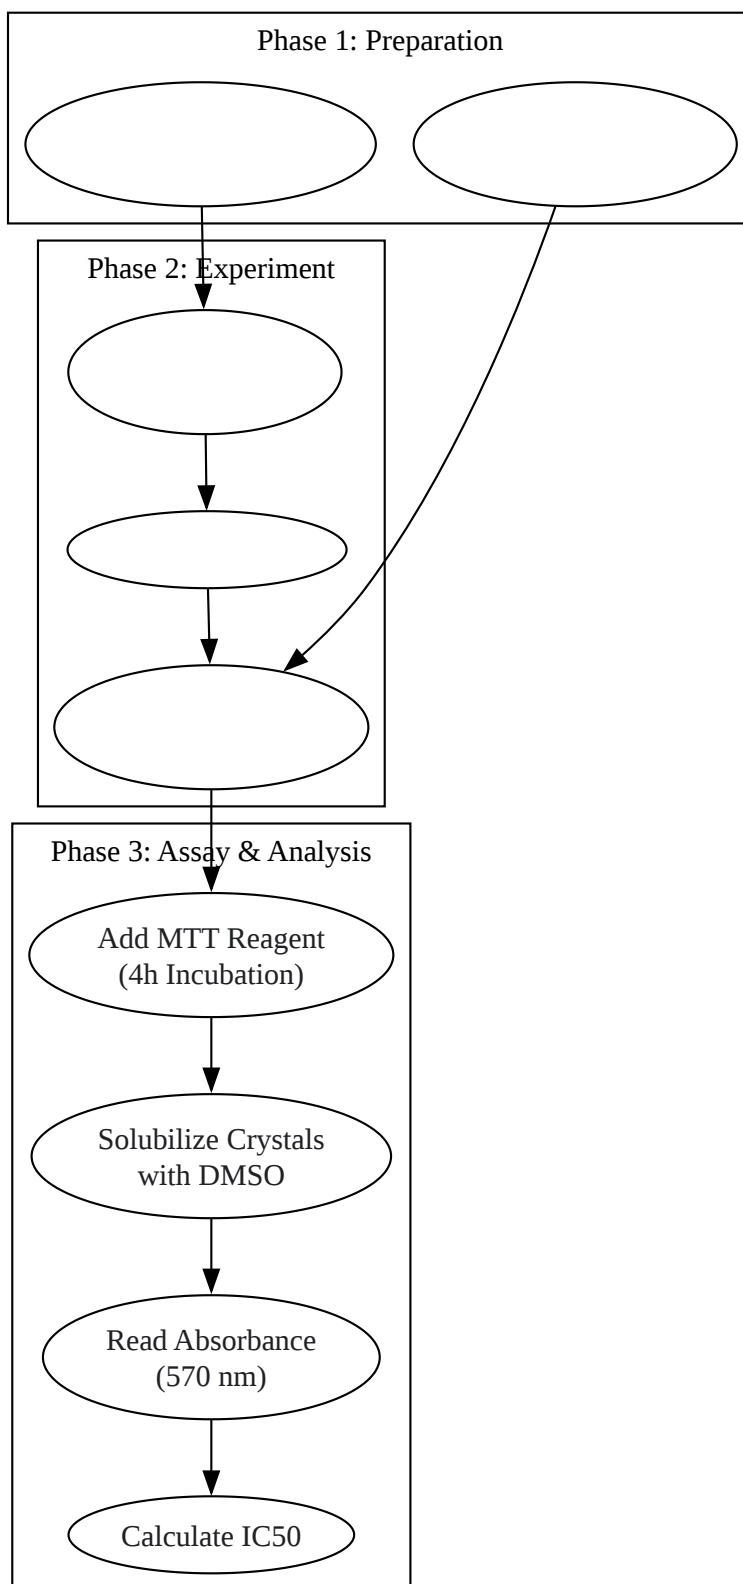 Phase 1: Preparation
Phase 2: Experiment
Phase 3: Assay & Analysis
Add MTT Reagent
(4h Incubation)
Solubilize Crystals
with DMSO
Read Absorbance
(570 nm)
Calculate IC50